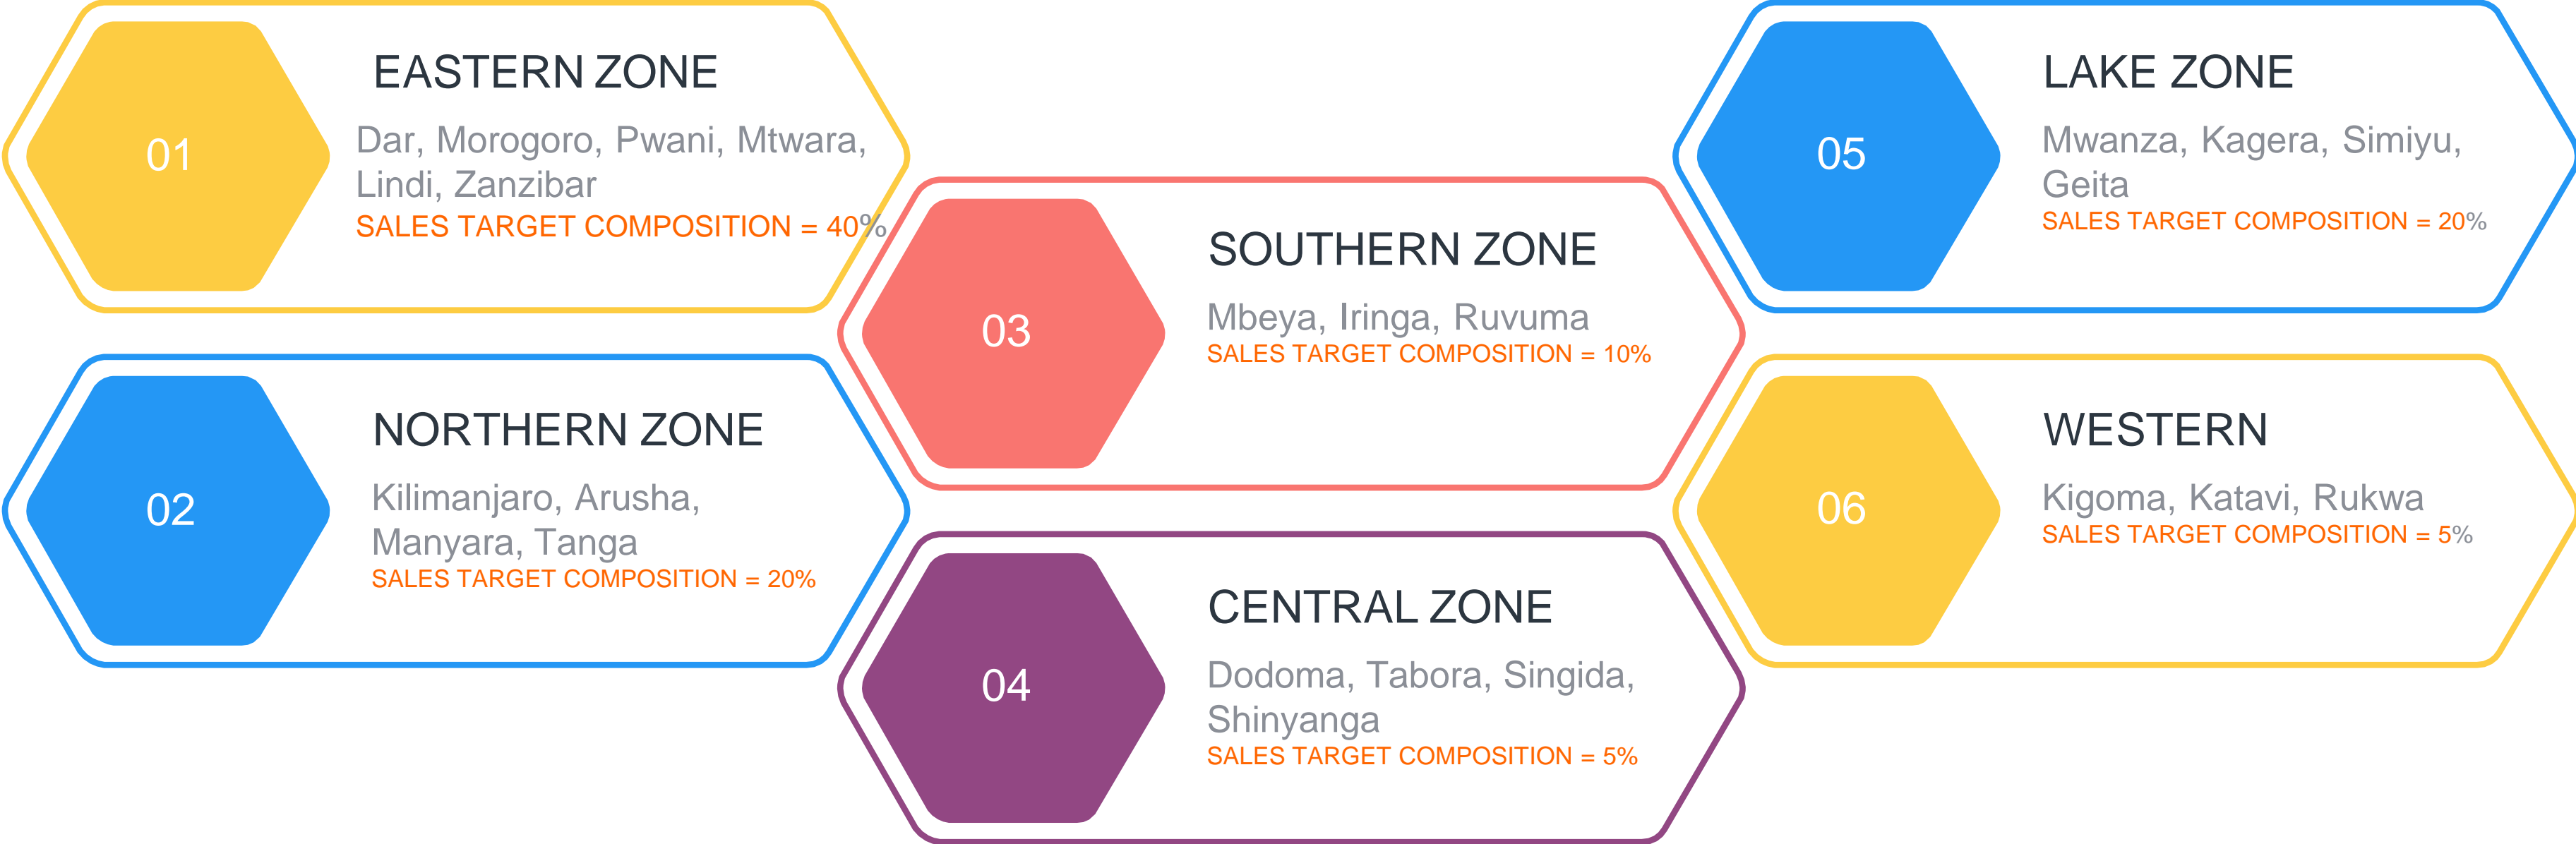 01
EASTERN ZONE
Dar, Morogoro, Pwani, Mtwara,
Lindi, Zanzibar
SALES TARGET COMPOSITION = 40%
02
NORTHERN ZONE
Kilimanjaro, Arusha,
Manyara, Tanga
SALES TARGET COMPOSITION = 20%
03
SOUTHERN ZONE
Mbeya, Iringa, Ruvuma
SALES TARGET COMPOSITION = 10%
04
CENTRAL ZONE
Dodoma, Tabora, Singida,
Shinyanga
SALES TARGET COMPOSITION = 5%
05
LAKE ZONE
Mwanza, Kagera, Simiyu,
Geita
SALES TARGET COMPOSITION = 20%
06
WESTERN
Kigoma, Katavi, Rukwa
SALES TARGET COMPOSITION = 5%